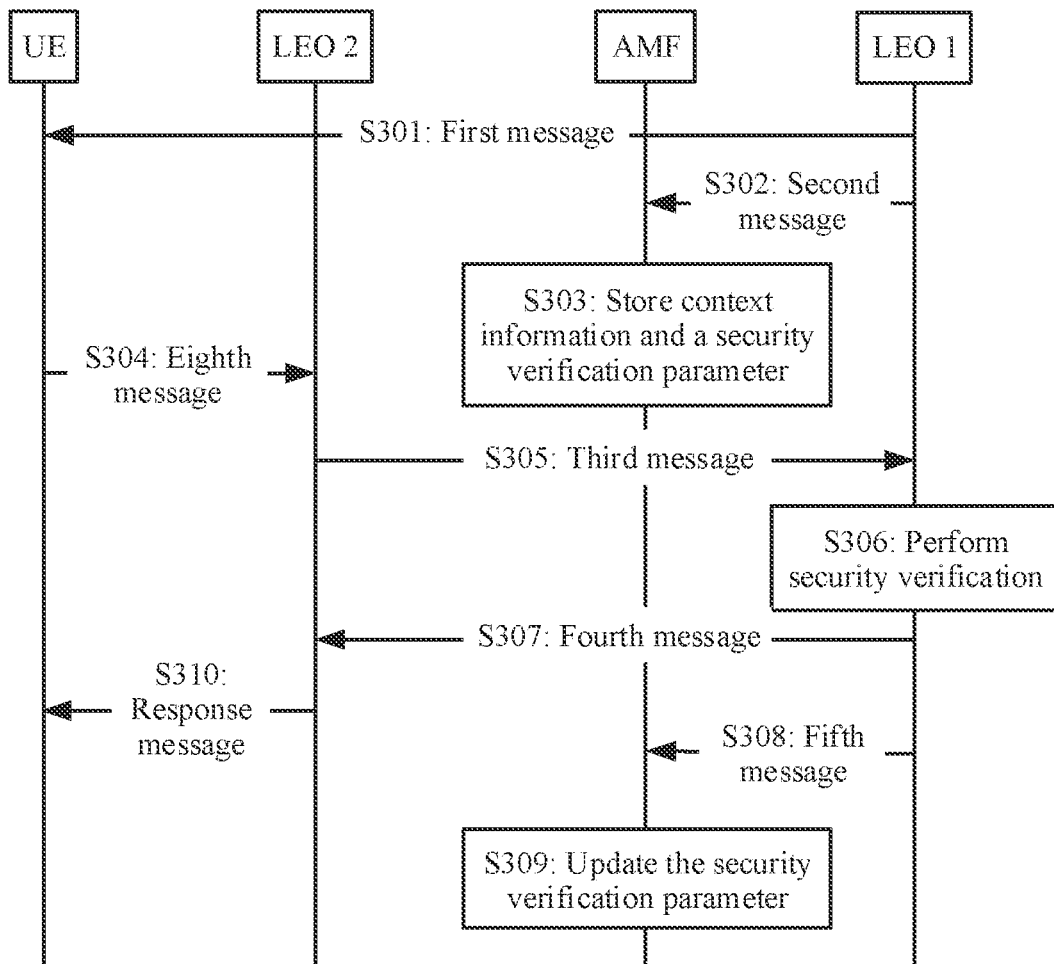 UE
LEO 2
AMF
LEO 1
S301: First message
S302: Second
message
S303: Store context
information and a security
verification parameter
S304: Eighth
message
S305: Third message
S306: Perform
security verification
S307: Fourth message
S310:
Response
message
S308: Fifth
message
S309: Update the security
verification parameter